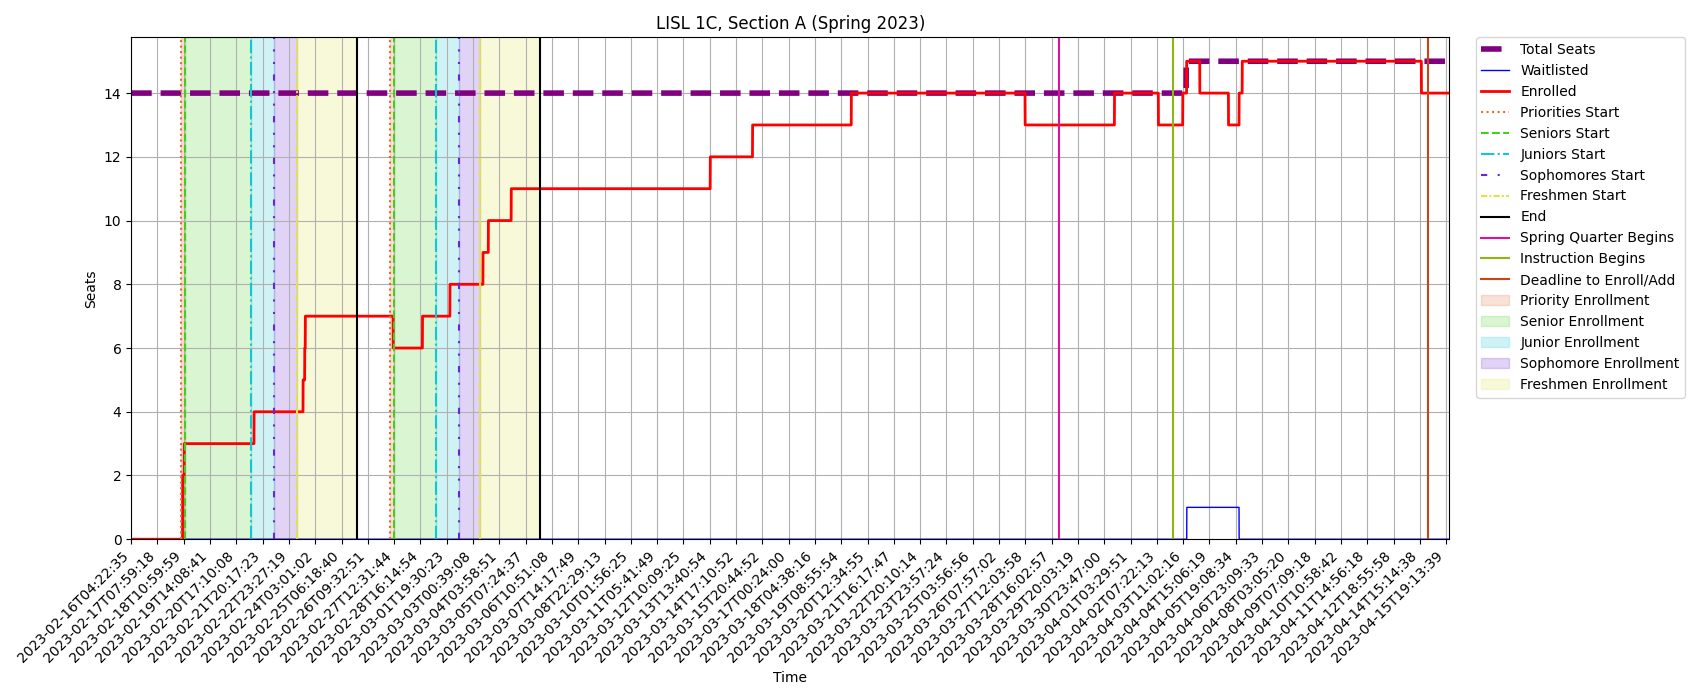 LISL 1C, Section A (Spring 2023)
Seats
14
12
10
8
6
4
2
0
2023-02-16T04:22:35
2023-02-17T07:59:18
2023-02-18T10:59:59
2023-02-19T14:08:41
2023-02-20T17:10:08
2023-02-21T20:17:23
2023-02-22T23:27:19
2023-02-24T03:01:02
2023-02-25T06:18:40
2023-02-26T09:32:51
2023-02-27T12:31:44
2023-02-28T16:14:54
2023-03-01T19:30:23
2023-03-03T00:39:08
2023-03-04T03:58:51
2023-03-05T07:24:37
2023-03-06T10:51:08
2023-03-07T14:17:49
2023-03-08T22:29:13
2023-03-10T01:56:25
2023-03-11T05:41:49
2023-03-12T10:09:25
2023-03-13T13:40:54
2023-03-14T17:10:52
2023-03-15T20:44:52
2023-03-17T00:24:00
2023-03-18T04:38:16
2023-03-19T08:55:54
2023-03-20T12:34:55
2023-03-21T16:17:47
2023-03-22T20:10:14
2023-03-23T23:57:24
2023-03-25T03:56:56
2023-03-26T07:57:02
2023-03-27T12:03:58
2023-03-28T16:02:57
2023-03-29T20:03:19
2023-03-30T23:47:00
2023-04-01T03:29:51
2023-04-02T07:22:13
2023-04-03T11:02:16
2023-04-04T15:06:19
2023-04-05T19:08:34
2023-04-06T23:09:33
2023-04-08T03:05:20
2023-04-09T07:09:18
2023-04-10T10:58:42
2023-04-11T14:56:18
2023-04-12T18:55:58
2023-04-14T15:14:38
2023-04-15T19:13:39
Time
Total Seats
Waitlisted
Enrolled
Priorities Start
Seniors Start
Juniors Start
Sophomores Start
Freshmen Start
End
Spring Quarter Begins
Instruction Begins
Deadline to Enroll/Add
Priority Enrollment
Senior Enrollment
Junior Enrollment
Sophomore Enrollment
Freshmen Enrollment